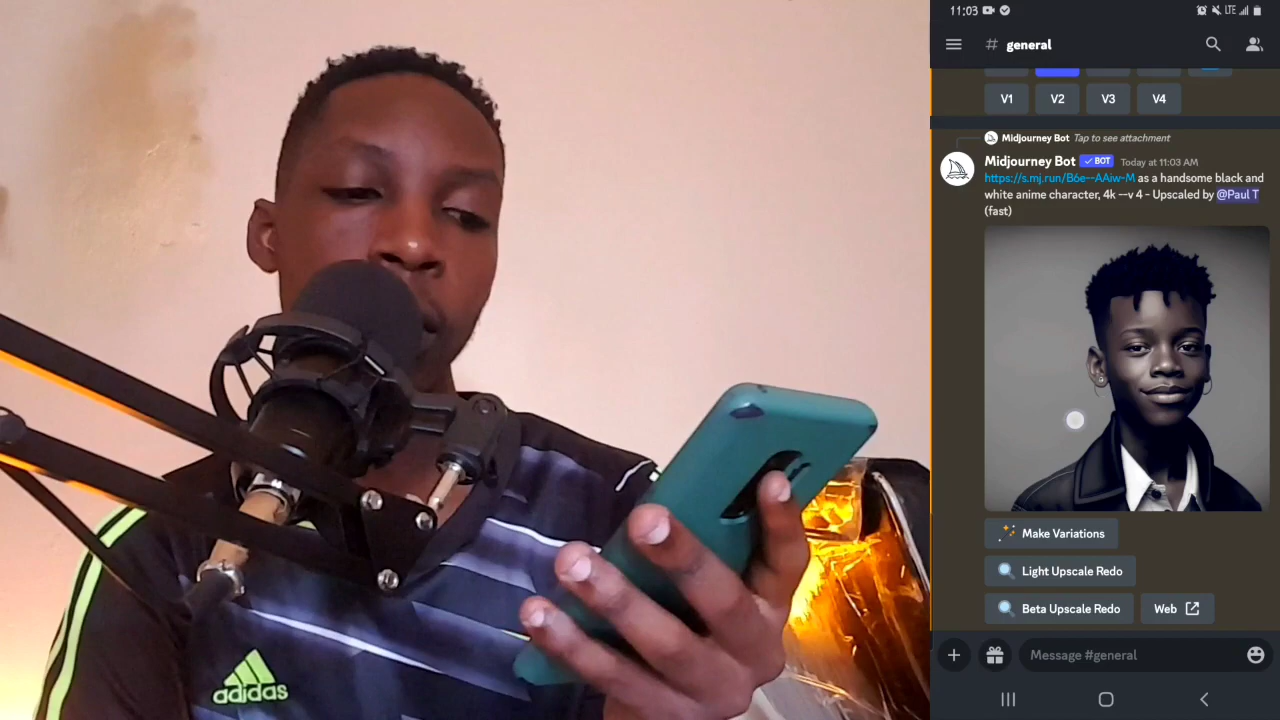 adidas
11:03
LTE
# general
V1 V2 V3 V4
Midjourney Bot Tap to see attachment
Midjourney Bot BOT Today at 11:03 AM
https://s.mj.run/B6e--AAiw-M as a handsome black and
white anime character, 4k --v 4 - Upscaled by @Paul T
(fast)
Make Variations
Light Upscale Redo
Beta Upscale Redo Web
Message #general